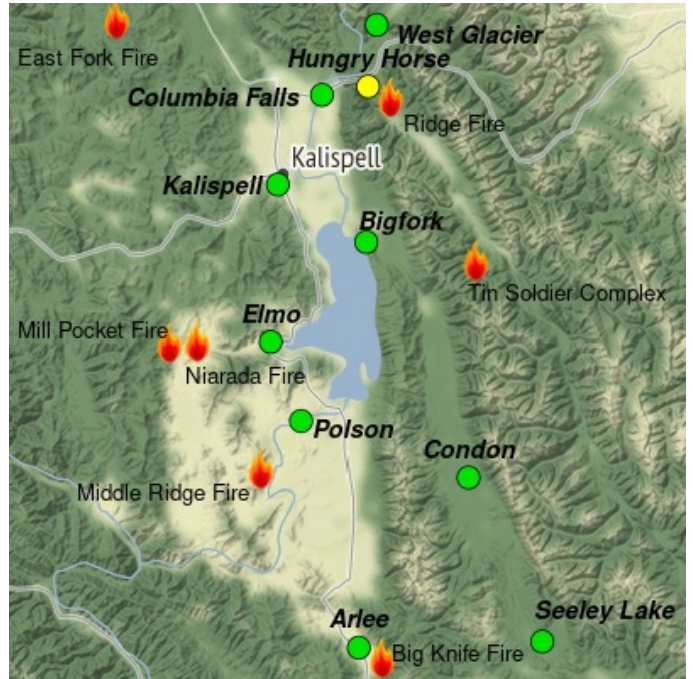 West Glacier
East Fork Fire
Hungry Horse
Columbia Falls
Ridge Fire
Kalispell
Kalispell
Bigfork
Tin Soldier Complex
Elmo
Mill Pocket Fire
Niarada Fire
Polson
Condon
Middle Ridge Fire
Seeley Lake
Arlee
Big Knife Fire